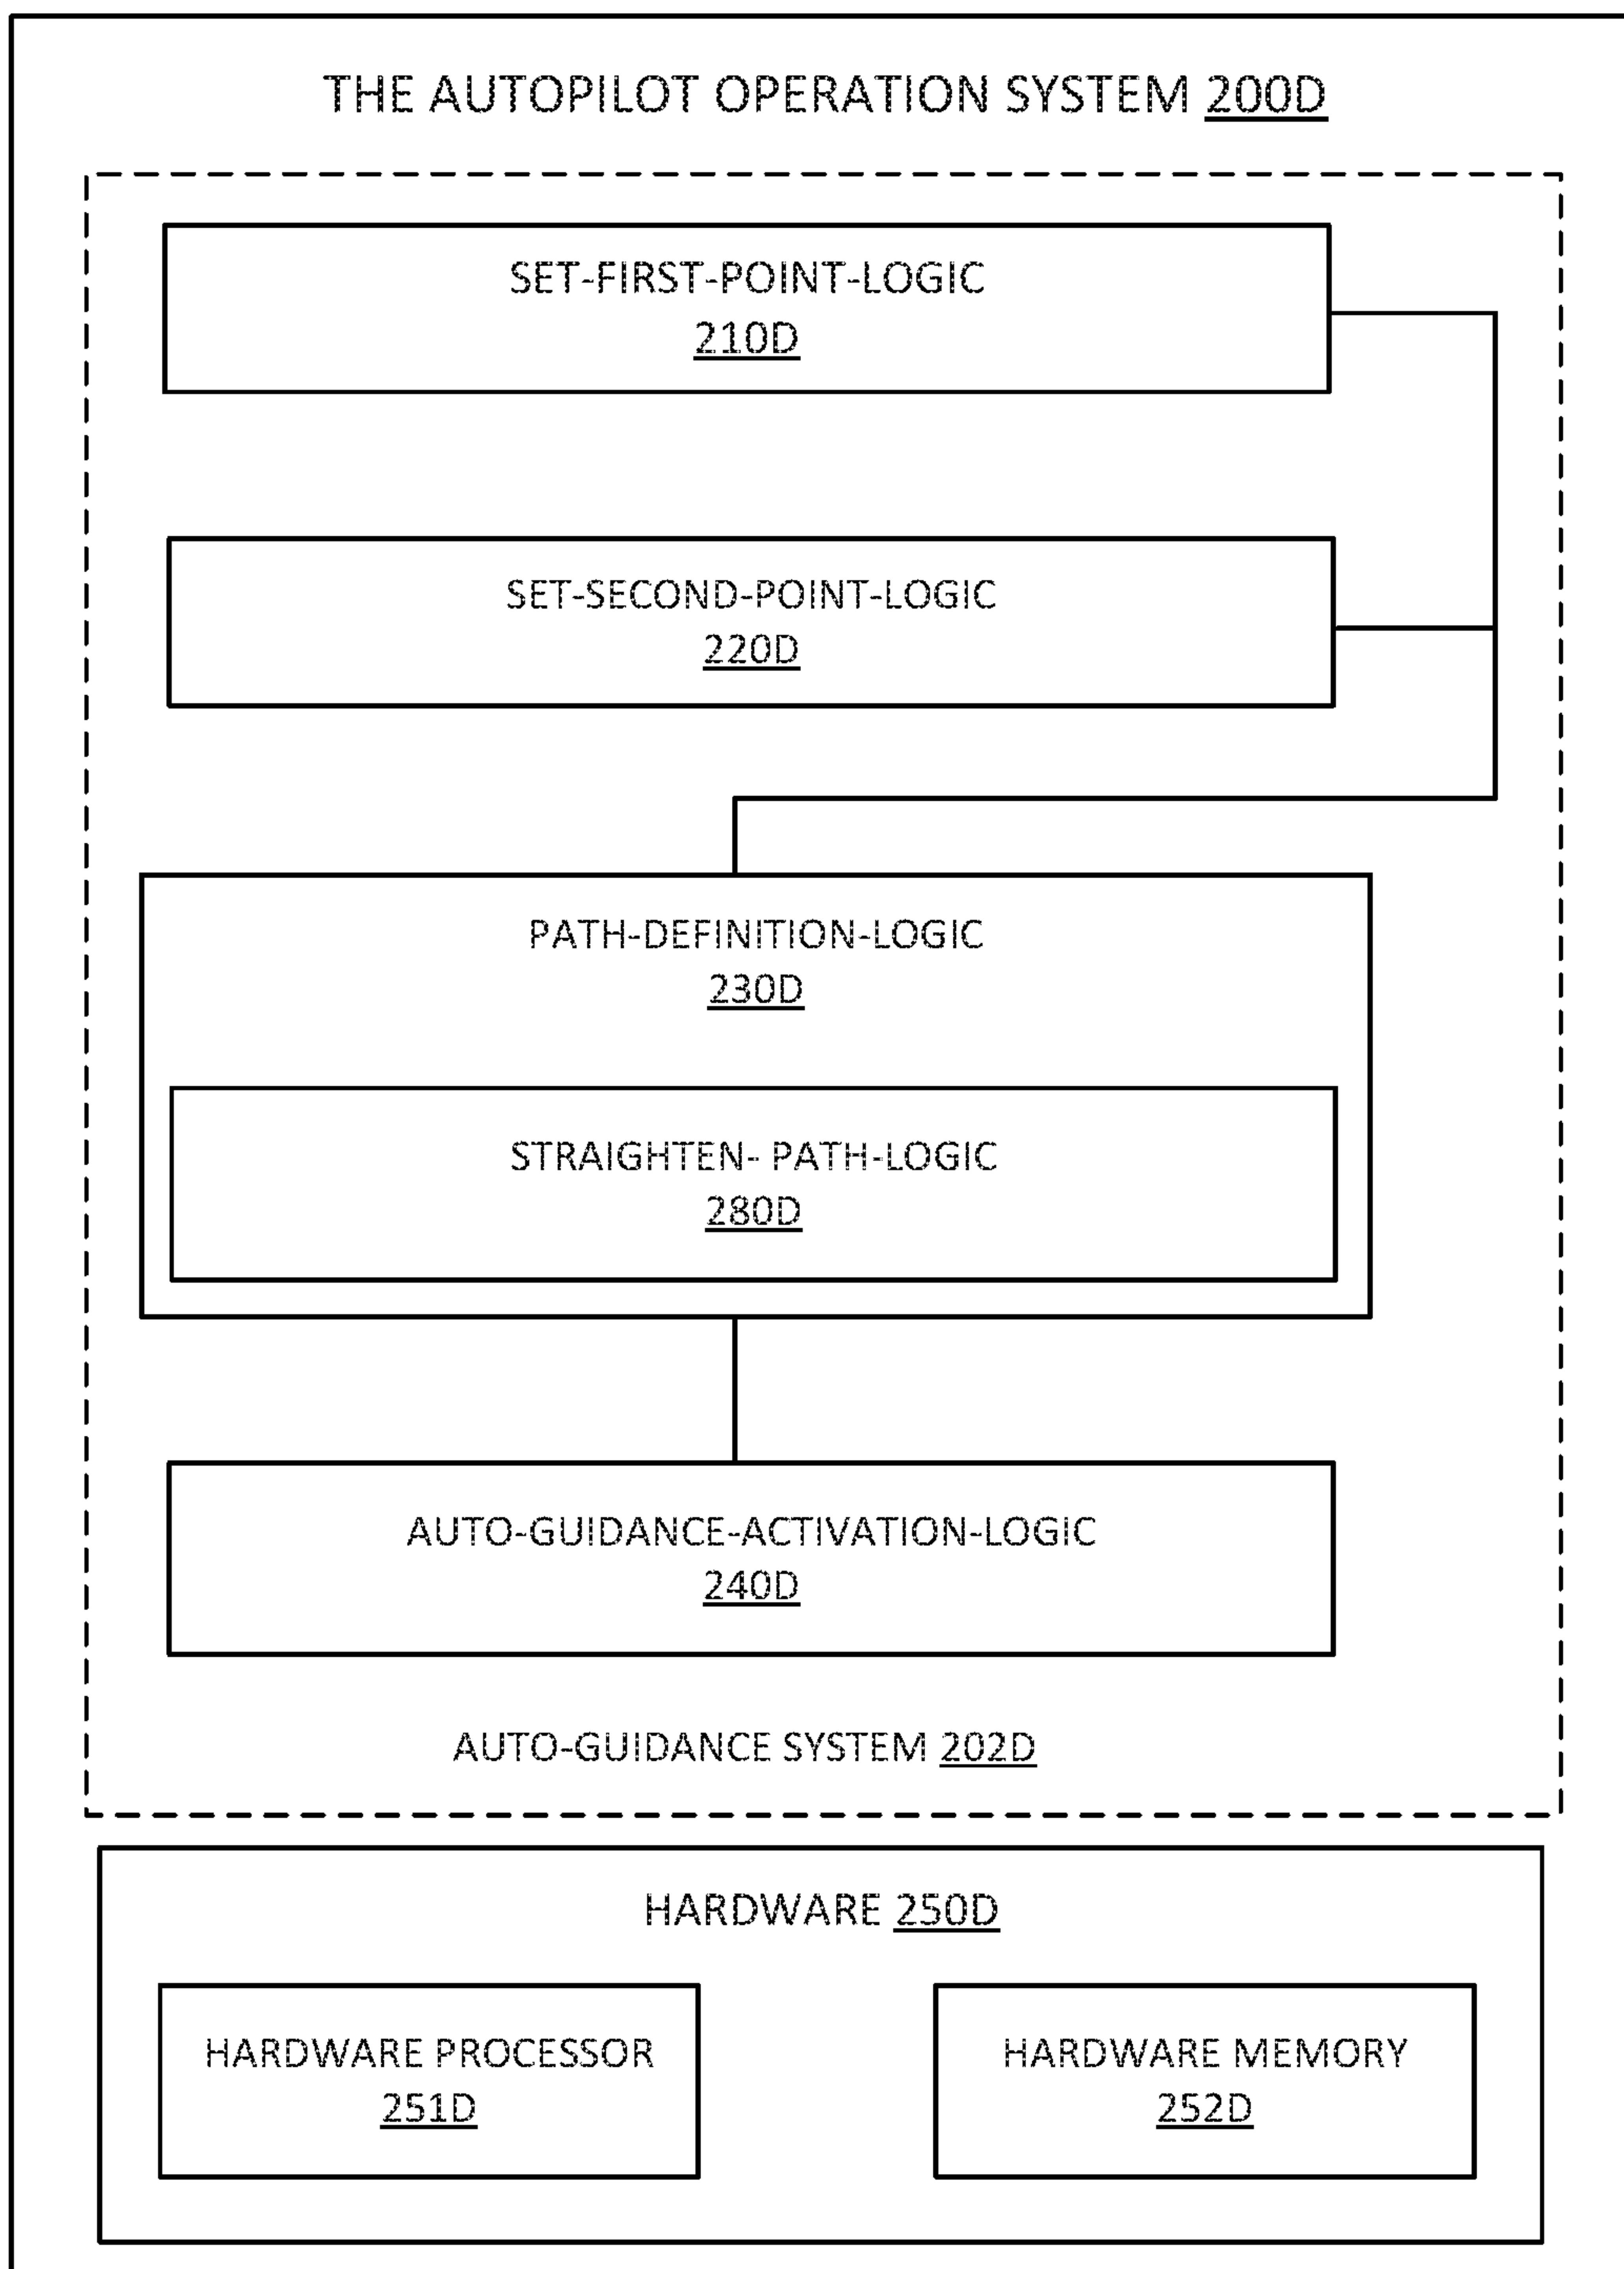 THE AUTOPILOT OPERATION SYSTEM 200D
SET-FIRST-POINT-LOGIC
210D
SET-SECOND-POINT-LOGIC
220D
PATH-DEFINITION-LOGIC
230D
STRAIGHTEN- PATH-LOGIC
280D
AUTO-GUIDANCE-ACTIVATION-LOGIC
240D
AUTO-GUIDANCE SYSTEM 202D
HARDWARE 250D
HARDWARE PROCESSOR
251D
HARDWARE MEMORY
252D